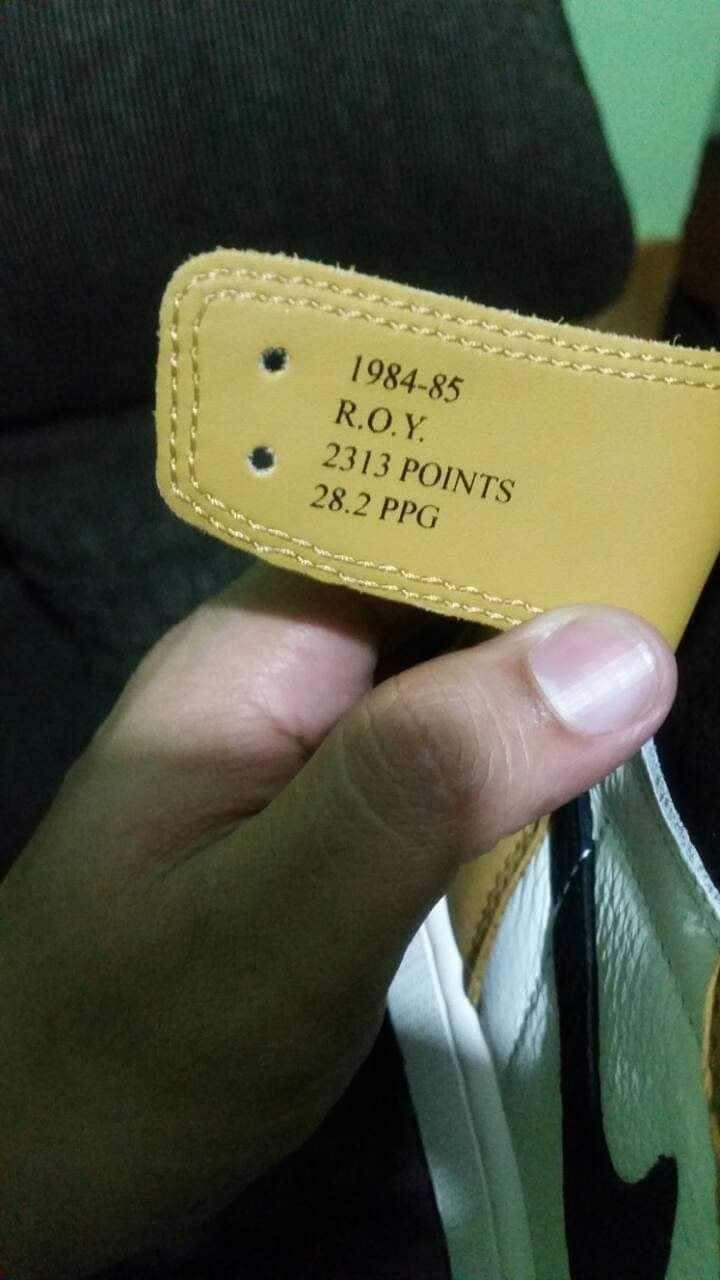 1984-85
R.O.Y.
2313 POINTS
28.2 PPG